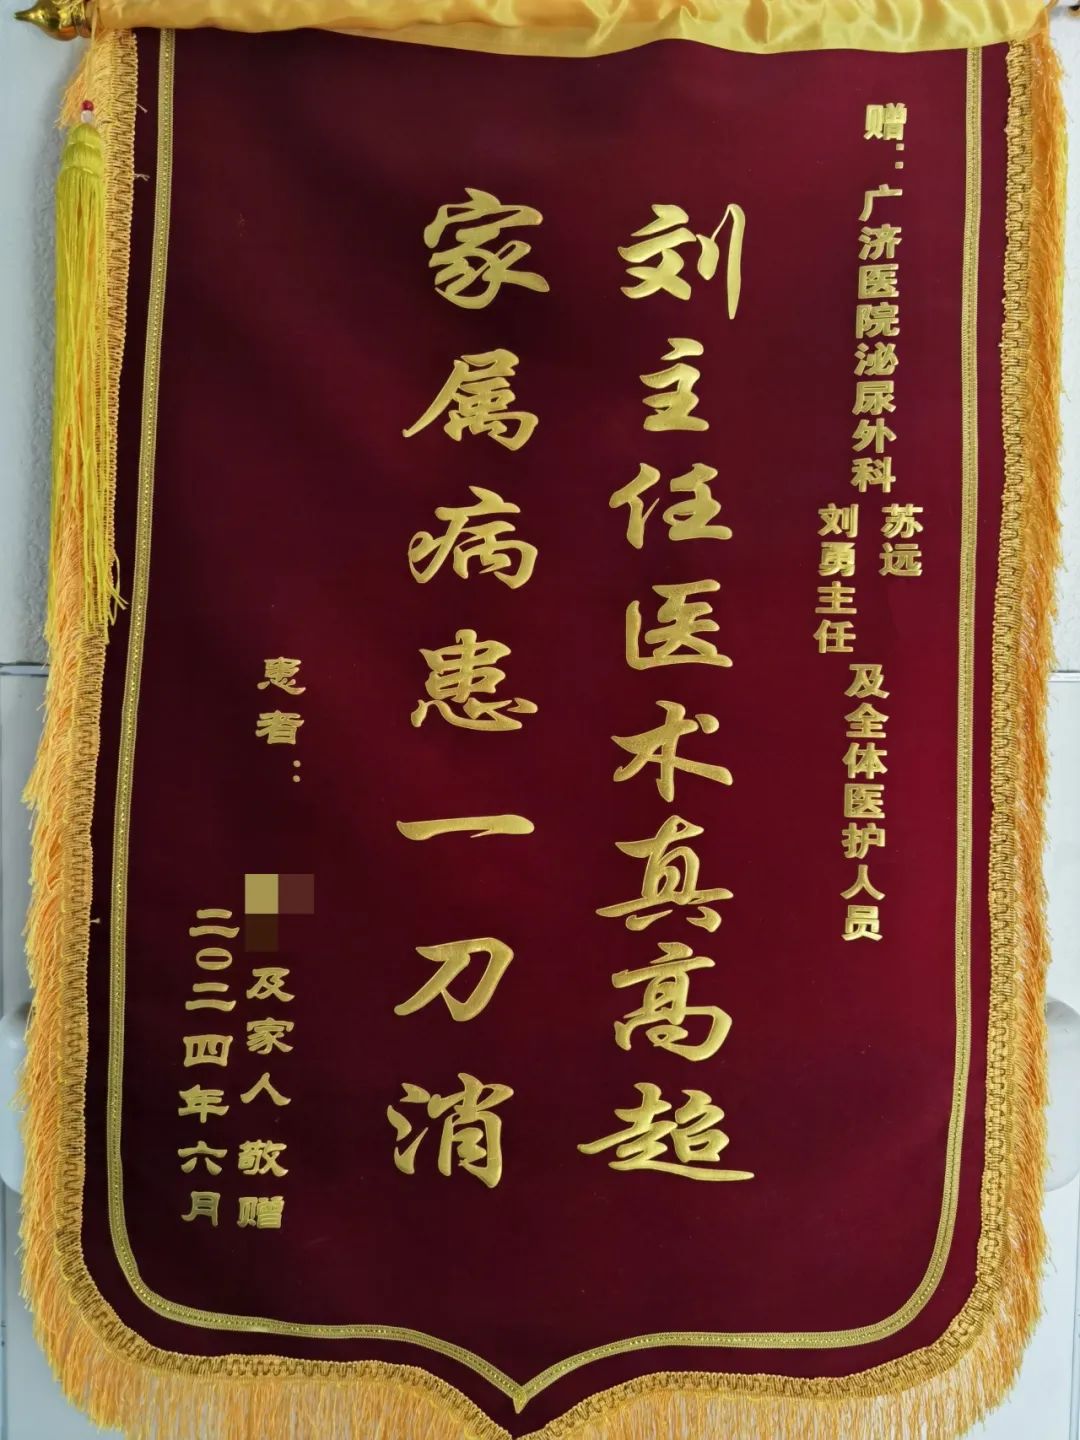 赠：广济医院泌尿外科
苏远
刘勇主任
及全体医护人员
刘主任医术真高超
家属病患一刀消
患者：
及家人 敬赠
二〇二四年六月